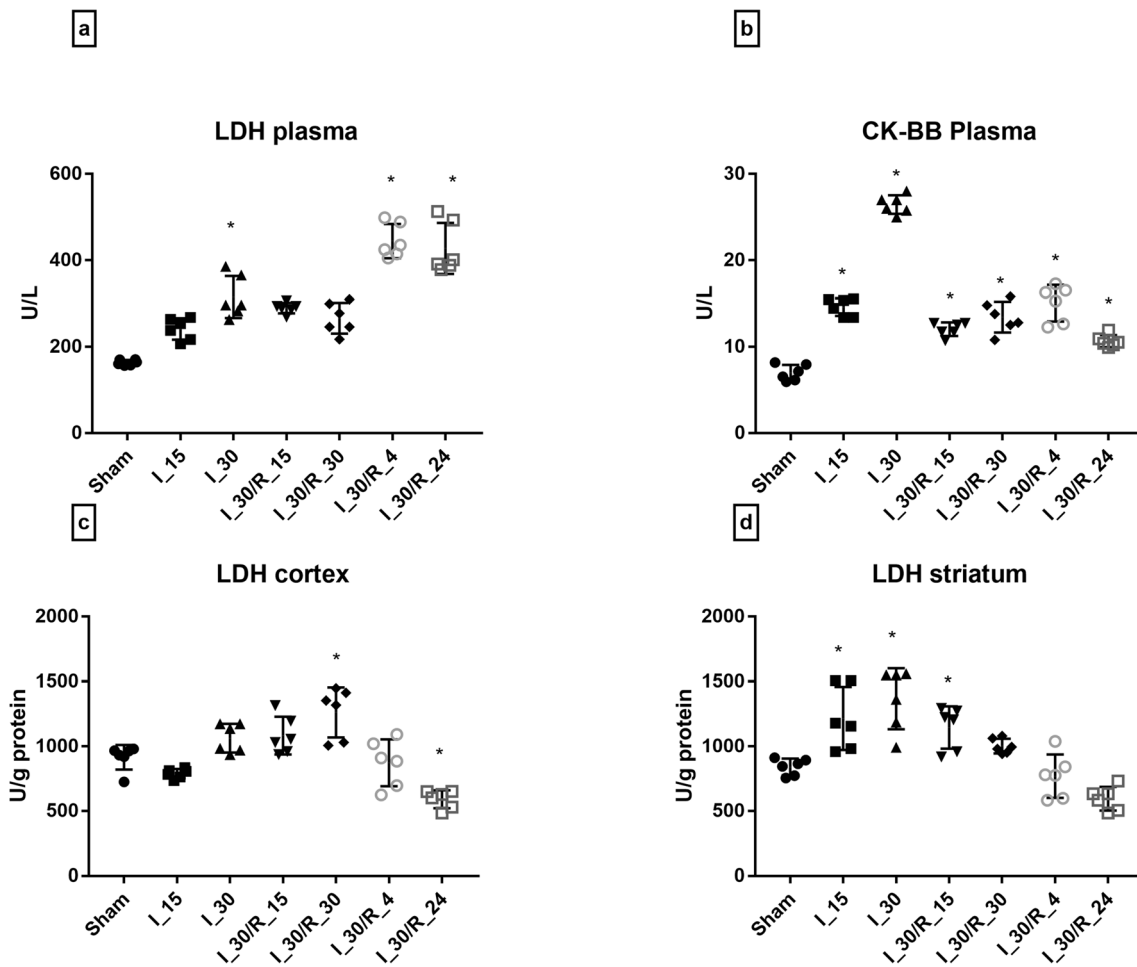 a
LDH plasma
U/L
600
400
200
0
*
*
*
Sham
I_15
I_30
I_30/R_15
I_30/R_30
I_30/R_4
I_30/R_24
b
CK-BB Plasma
U/L
30
20
10
0
*
*
*
*
*
*
Sham
I_15
I_30
I_30/R_15
I_30/R_30
I_30/R_4
I_30/R_24
c
LDH cortex
U/g protein
2000
1500
1000
500
0
*
*
Sham
I_15
I_30
I_30/R_15
I_30/R_30
I_30/R_4
I_30/R_24
d
LDH striatum
U/g protein
2000
1500
1000
500
0
*
*
*
Sham
I_15
I_30
I_30/R_15
I_30/R_30
I_30/R_4
I_30/R_24